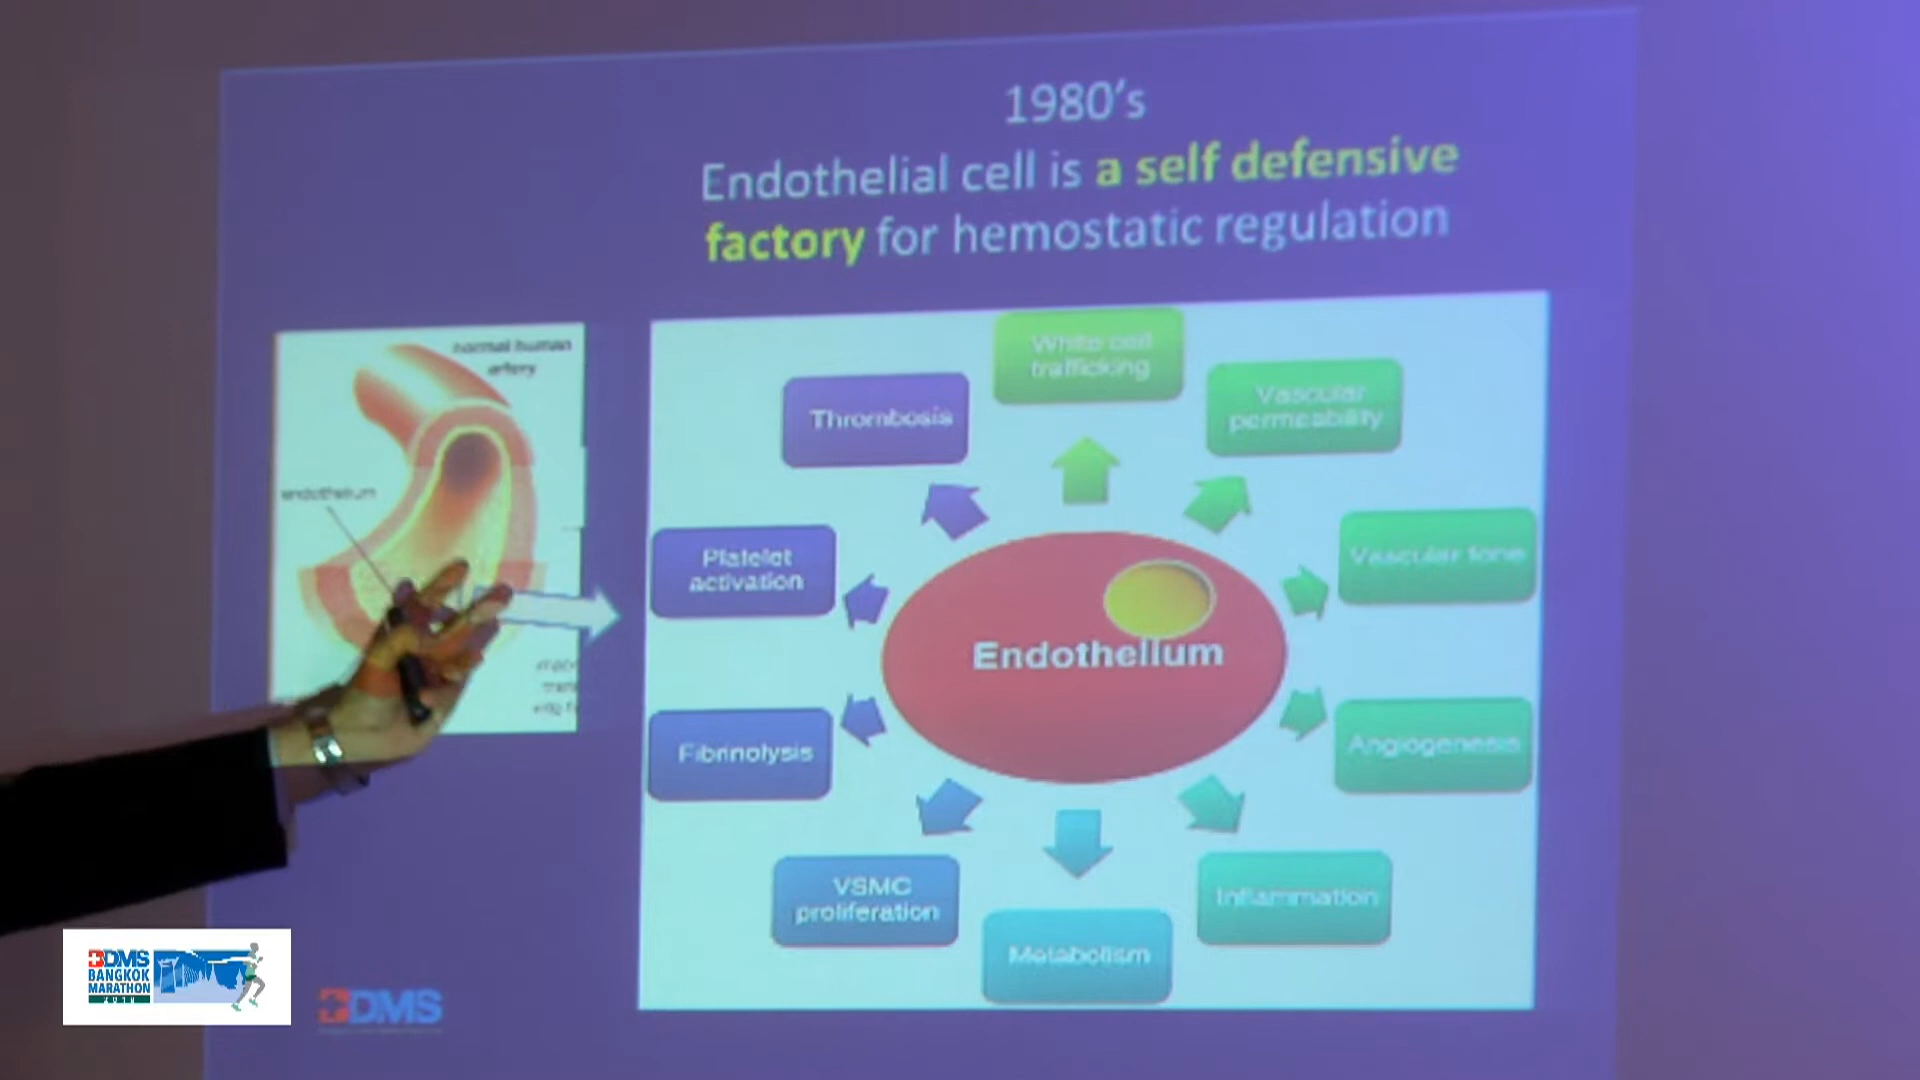 1980's
Endothelial cell is a self defensive
factory for hemostatic regulation
normal human
artery
endothelium
White cell
trafficking
Thrombosis
Vascular
permeability
Platelet
activation
Vascular tone
Endothelium
Fibrinolysis
Angiogenesis
VSMC
proliferation
Inflammation
Metabolism
BDMS
BANGKOK
MARATHON
BDMS